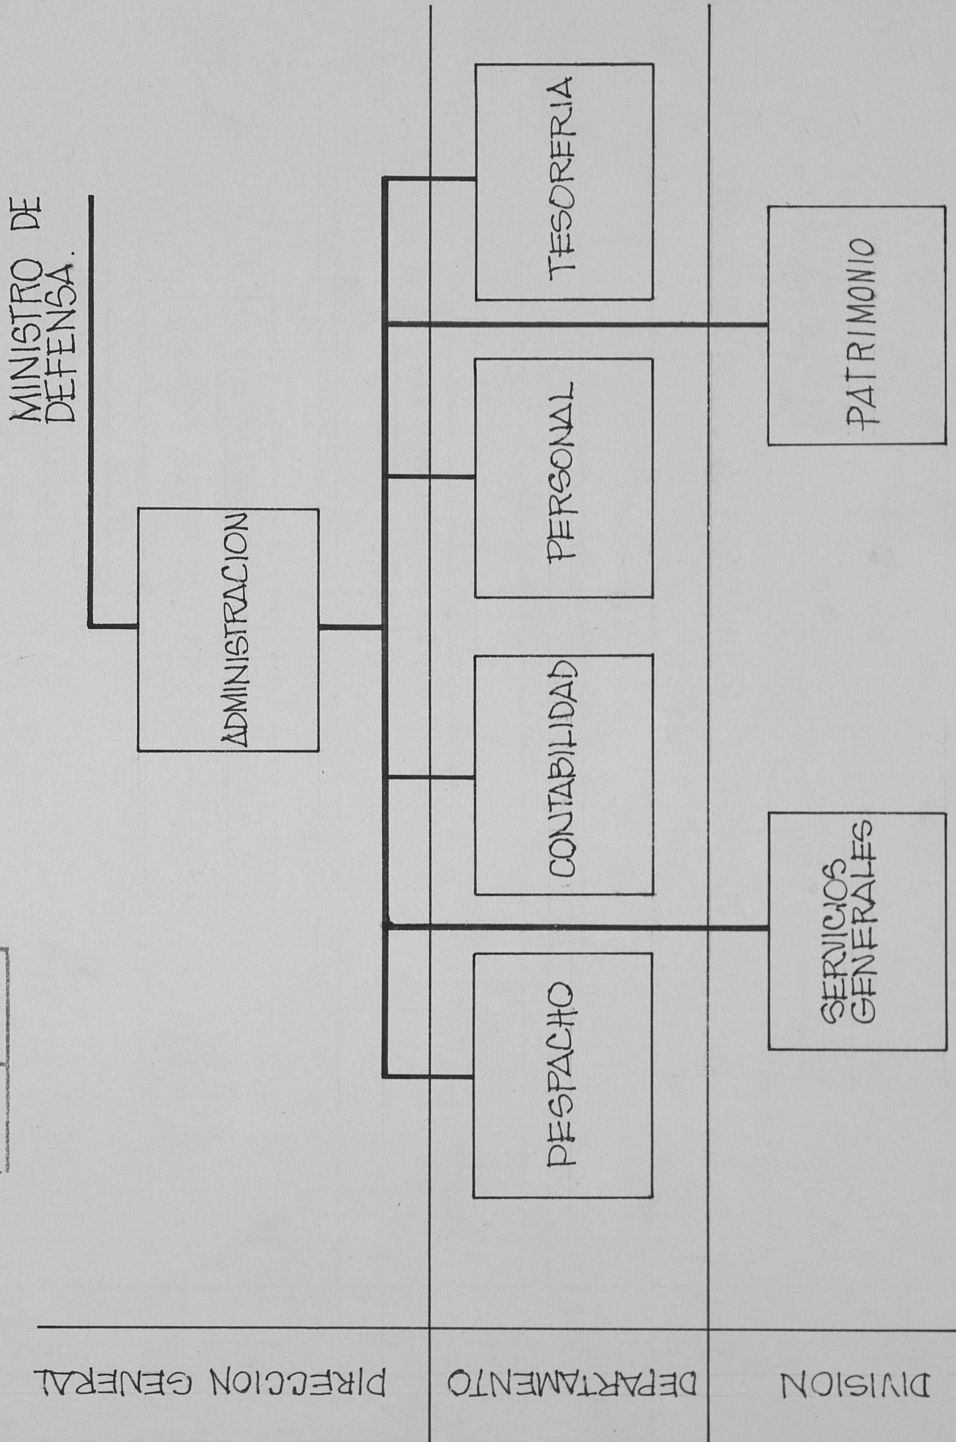 MINISTRO DE
DEFENSA.
DIRECCION GENERAL
ADMINISTRACION
DEPARTAMENTO
DESPACHO
CONTABILIDAD
PERSONAL
TESORERIA
DIVISION
SERVICIOS
GENERALES
PATRIMONIO